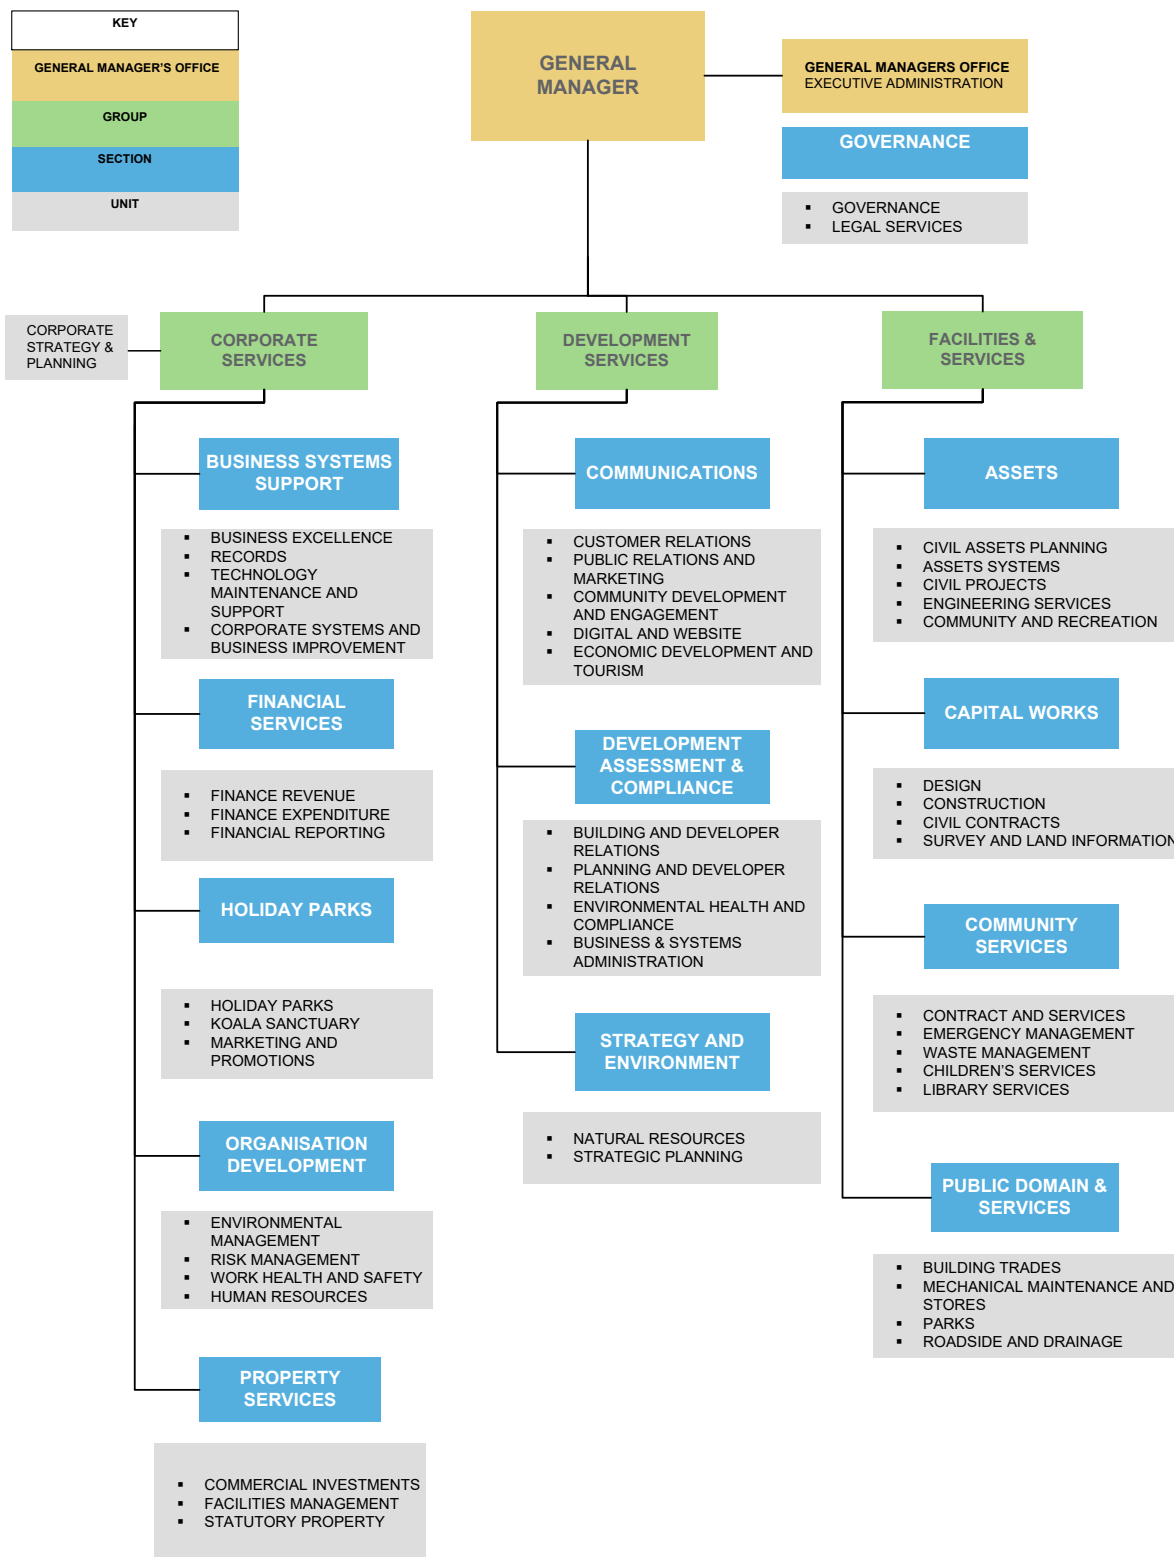 KEY
GENERAL MANAGER'S OFFICE
GROUP
SECTION
UNIT
GENERAL
MANAGER
GENERAL MANAGERS OFFICE
EXECUTIVE ADMINISTRATION
GOVERNANCE
▪ GOVERNANCE
▪ LEGAL SERVICES
CORPORATE
STRATEGY &
PLANNING
CORPORATE
SERVICES
BUSINESS SYSTEMS
SUPPORT
▪ BUSINESS EXCELLENCE
▪ RECORDS
▪ TECHNOLOGY
MAINTENANCE AND
SUPPORT
▪ CORPORATE SYSTEMS AND
BUSINESS IMPROVEMENT
FINANCIAL
SERVICES
▪ FINANCE REVENUE
▪ FINANCE EXPENDITURE
▪ FINANCIAL REPORTING
HOLIDAY PARKS
▪ HOLIDAY PARKS
▪ KOALA SANCTUARY
▪ MARKETING AND
PROMOTIONS
ORGANISATION
DEVELOPMENT
▪ ENVIRONMENTAL
MANAGEMENT
▪ RISK MANAGEMENT
▪ WORK HEALTH AND SAFETY
▪ HUMAN RESOURCES
PROPERTY
SERVICES
▪ COMMERCIAL INVESTMENTS
▪ FACILITIES MANAGEMENT
▪ STATUTORY PROPERTY
DEVELOPMENT
SERVICES
COMMUNICATIONS
▪ CUSTOMER RELATIONS
▪ PUBLIC RELATIONS AND
MARKETING
▪ COMMUNITY DEVELOPMENT
AND ENGAGEMENT
▪ DIGITAL AND WEBSITE
▪ ECONOMIC DEVELOPMENT AND
TOURISM
DEVELOPMENT
ASSESSMENT &
COMPLIANCE
▪ BUILDING AND DEVELOPER
RELATIONS
▪ PLANNING AND DEVELOPER
RELATIONS
▪ ENVIRONMENTAL HEALTH AND
COMPLIANCE
▪ BUSINESS & SYSTEMS
ADMINISTRATION
STRATEGY AND
ENVIRONMENT
▪ NATURAL RESOURCES
▪ STRATEGIC PLANNING
FACILITIES &
SERVICES
ASSETS
▪ CIVIL ASSETS PLANNING
▪ ASSETS SYSTEMS
▪ CIVIL PROJECTS
▪ ENGINEERING SERVICES
▪ COMMUNITY AND RECREATION
CAPITAL WORKS
▪ DESIGN
▪ CONSTRUCTION
▪ CIVIL CONTRACTS
▪ SURVEY AND LAND INFORMATION
COMMUNITY
SERVICES
▪ CONTRACT AND SERVICES
▪ EMERGENCY MANAGEMENT
▪ WASTE MANAGEMENT
▪ CHILDREN'S SERVICES
▪ LIBRARY SERVICES
PUBLIC DOMAIN &
SERVICES
▪ BUILDING TRADES
▪ MECHANICAL MAINTENANCE AND
STORES
▪ PARKS
▪ ROADSIDE AND DRAINAGE